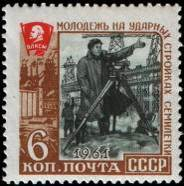 МОЛОДЕЖЬ НА УДАРНЫХ СТРОЙКАХ СЕМИЛЕТКИ
ВЛКСМ
1961
6 КОП. ПОЧТА СССР